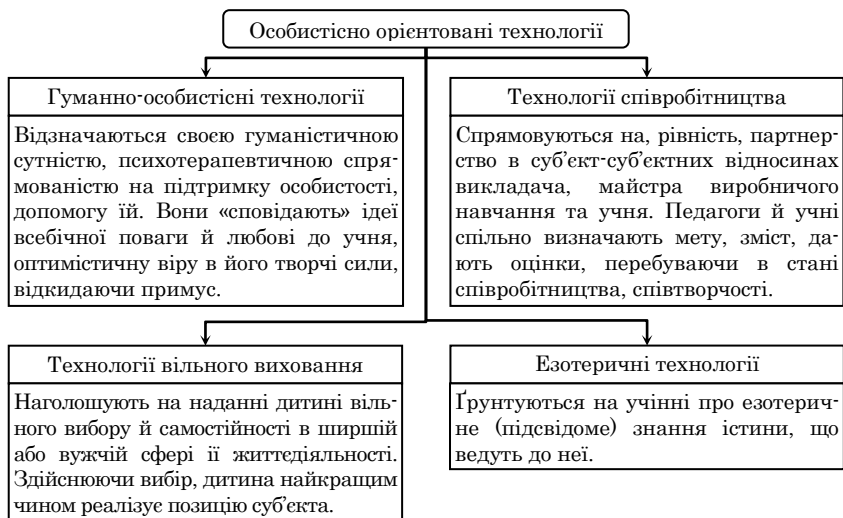 Особистісно орієнтовані технології
Гуманно-особистісні технології
Відзначаються своєю гуманістичною
сутністю, психотерапевтичною спря-
мованістю на підтримку особистості,
допомогу їй. Вони «сповідають» ідеї
всебічної поваги й любові до учня,
оптимістичну віру в його творчі сили,
відкидаючи примус.
Технології співробітництва
Спрямовуються на, рівність, партнер-
ство в суб’єкт-суб’єктних відносинах
викладача, майстра виробничого
навчання та учня. Педагоги й учні
спільно визначають мету, зміст, да-
ють оцінки, перебуваючи в стані
співробітництва, співтворчості.
Технології вільного виховання
Наголошують на наданні дитині віль-
ного вибору й самостійності в ширшій
або вужчій сфері її життєдіяльності.
Здійснюючи вибір, дитина найкращим
чином реалізує позицію суб’єкта.
Езотеричні технології
Ґрунтуються на учінні про езотерич-
не (підсвідоме) знання істини, що
ведуть до неї.